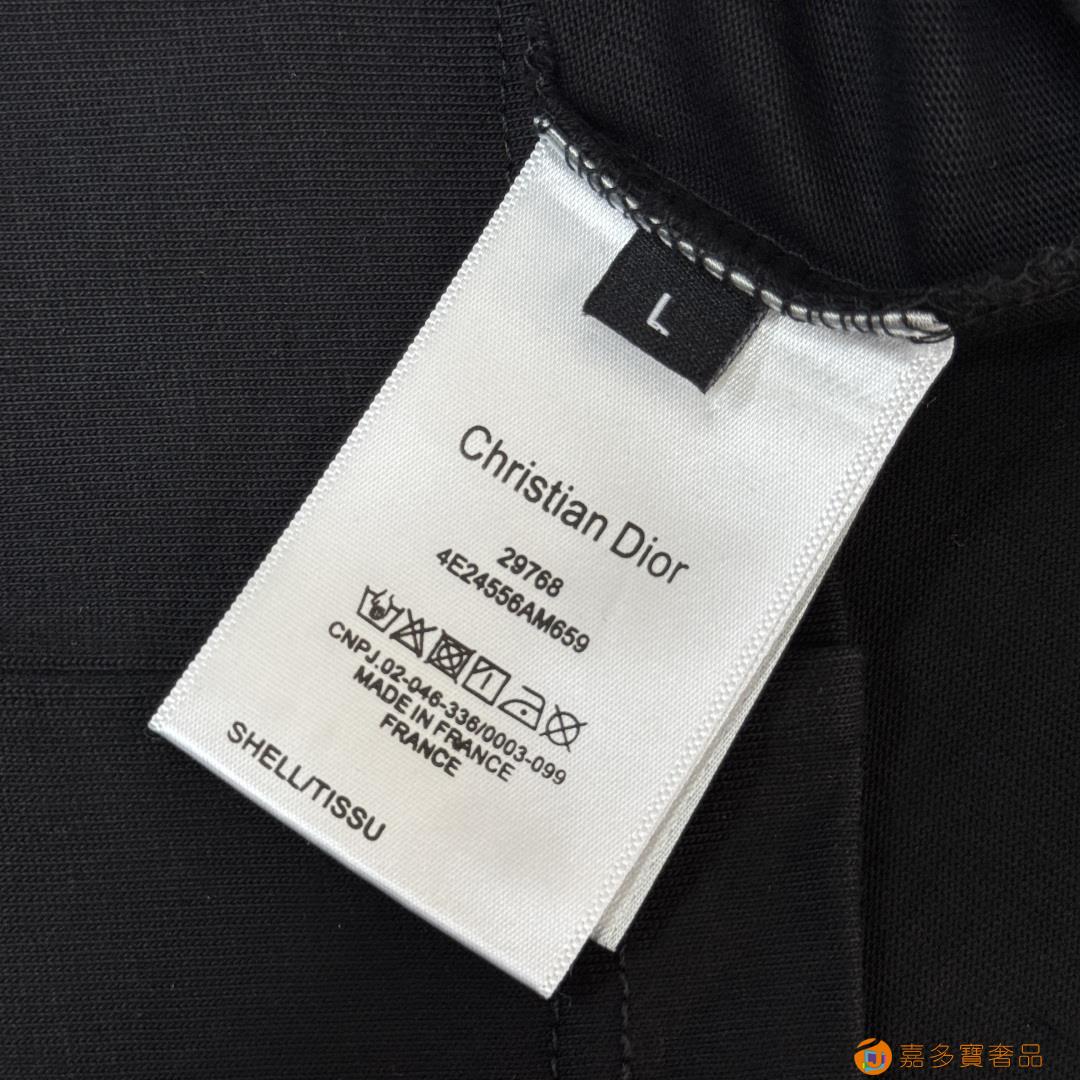 L
Christian Dior
29768
4E24556AM659
CNPJ.02-046-336/0003-099
MADE IN FRANCE
FRANCE
SHELL/TISSU
嘉多寶奢品